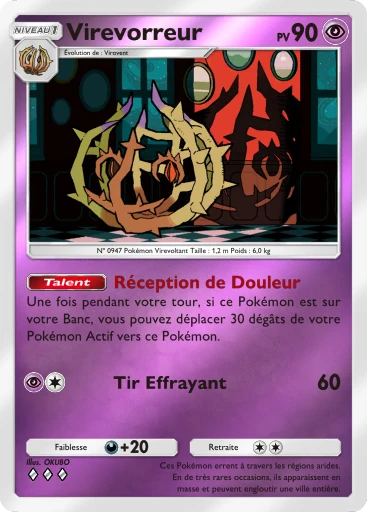 NIVEAU 1
Virevorreur
PV 90
Évolution de : Virovent
N° 0947 Pokémon Virevoltant Taille : 1,2 m Poids : 6,0 kg
Talent Réception de Douleur
Une fois pendant votre tour, si ce Pokémon est sur
votre Banc, vous pouvez déplacer 30 dégâts de votre
Pokémon Actif vers ce Pokémon.
Tir Effrayant 60
Faiblesse +20 Retraite
Illus. OKUBO
Ces Pokémon errent à travers les régions arides.
En de très rares occasions, ils apparaissent en
masse et peuvent engloutir une ville entière.